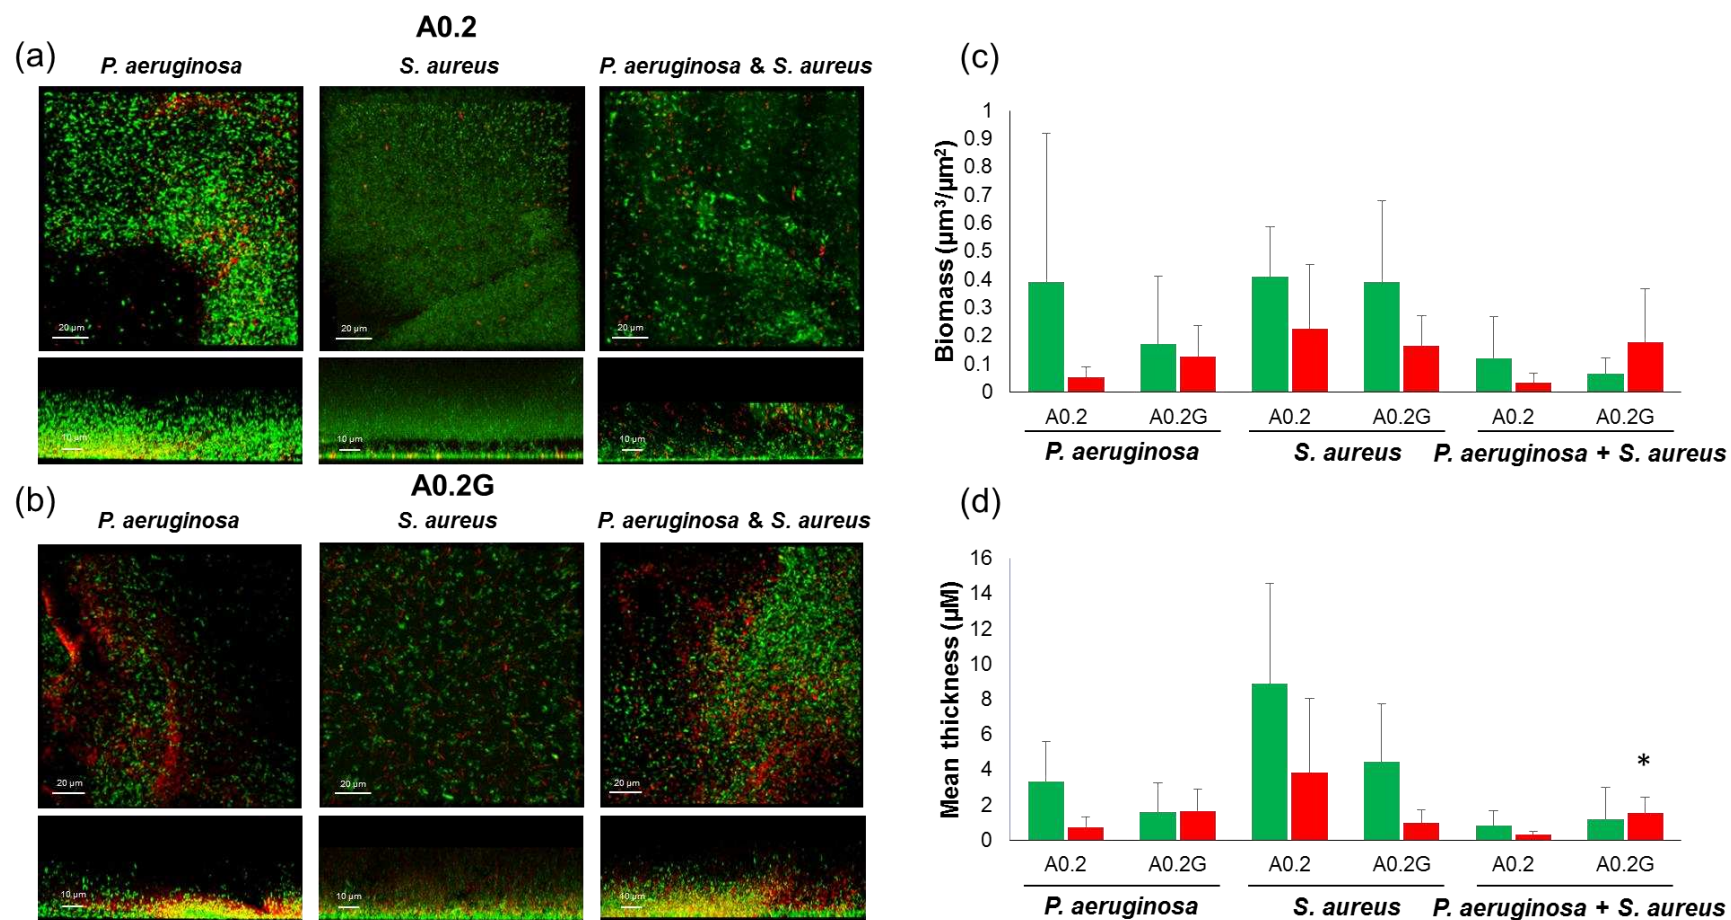 A0.2
(a)
P. aeruginosa
S. aureus
P. aeruginosa & S. aureus
20 µm
20 µm
20 µm
10 µm
10 µm
10 µm
A0.2G
(b)
P. aeruginosa
S. aureus
P. aeruginosa & S. aureus
20 µm
20 µm
20 µm
10 µm
10 µm
10 µm
(c)
Biomass (µm³/µm²)
1
0.9
0.8
0.7
0.6
0.5
0.4
0.3
0.2
0.1
0
A0.2
A0.2G
A0.2
A0.2G
A0.2
A0.2G
P. aeruginosa
S. aureus
P. aeruginosa + S. aureus
(d)
Mean thickness (µM)
16
14
12
10
8
6
4
2
0
*
A0.2
A0.2G
A0.2
A0.2G
A0.2
A0.2G
P. aeruginosa
S. aureus
P. aeruginosa + S. aureus